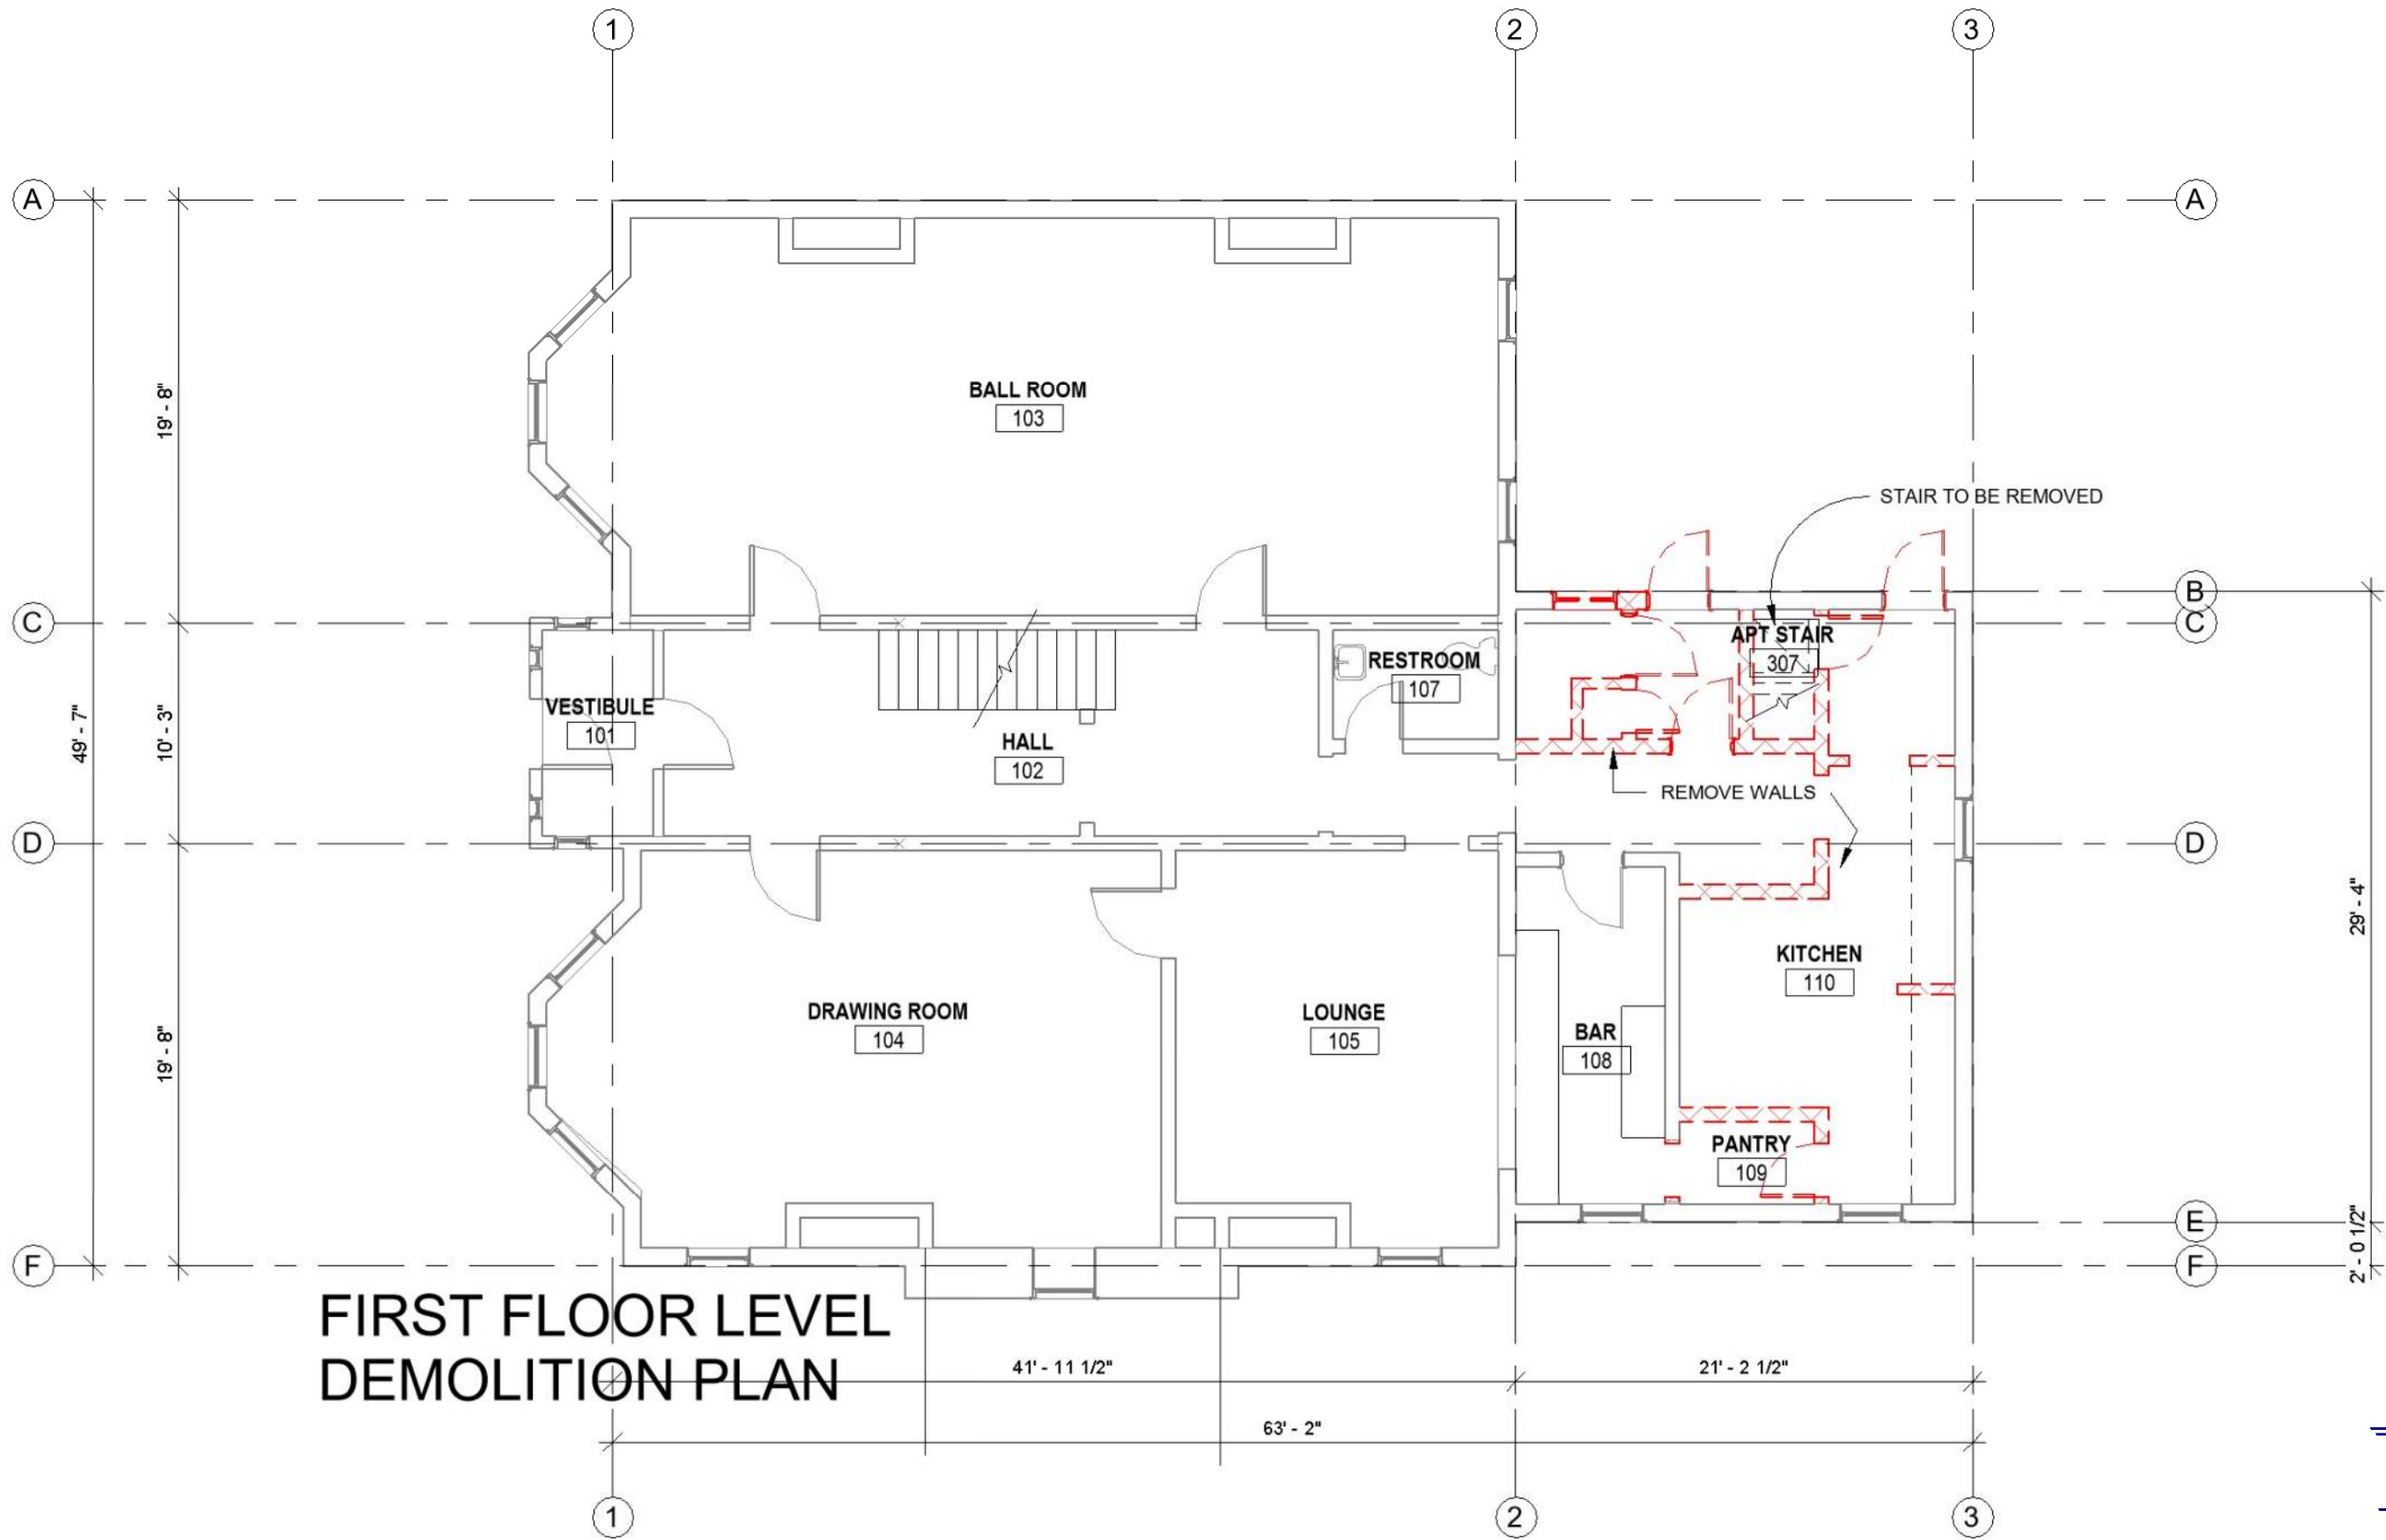 1
2
3
A
A
19' - 8"
BALL ROOM
103
STAIR TO BE REMOVED
B
C
C
APT STAIR
307
RESTROOM
107
VESTIBULE
101
49' - 7"
10' - 3"
HALL
102
REMOVE WALLS
D
D
29' - 4"
KITCHEN
110
DRAWING ROOM
104
LOUNGE
105
BAR
108
19' - 8"
PANTRY
109
E
2' - 0 1/2"
F
F
FIRST FLOOR LEVEL
DEMOLITION PLAN
41' - 11 1/2"
21' - 2 1/2"
63' - 2"
1
2
3